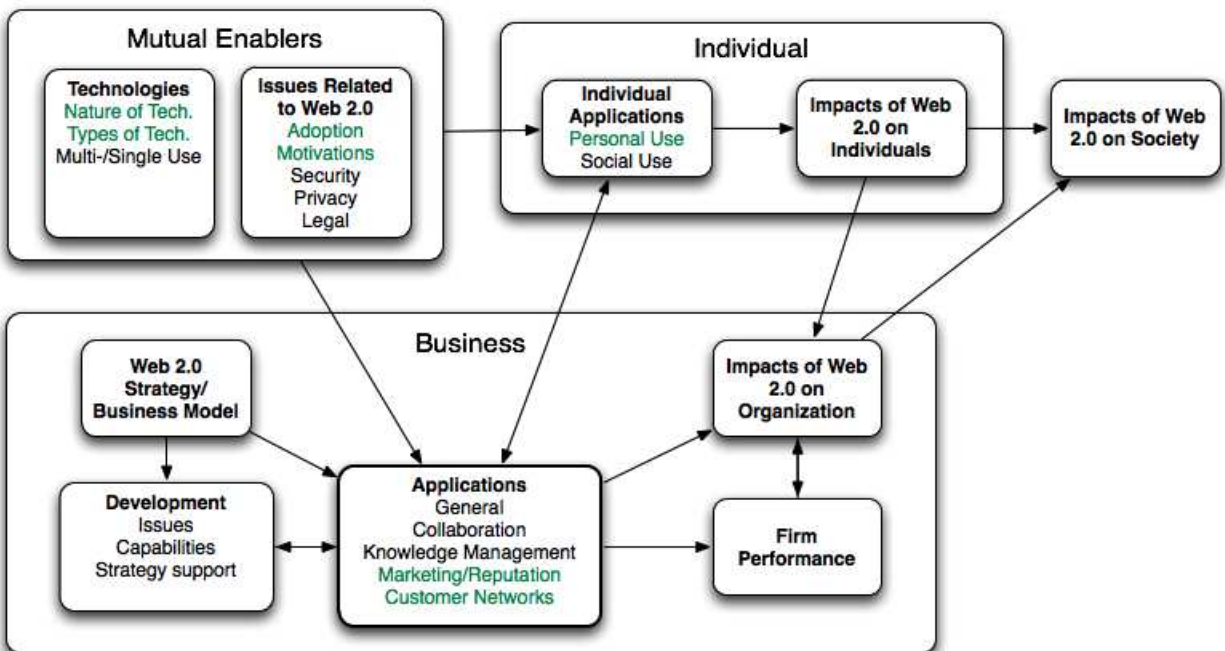 Mutual Enablers
Technologies
Nature of Tech.
Types of Tech.
Multi-/Single Use
Issues Related
to Web 2.0
Adoption
Motivations
Security
Privacy
Legal
Individual
Individual
Applications
Personal Use
Social Use
Impacts of Web
2.0 on
Individuals
Impacts of Web
2.0 on Society
Business
Web 2.0
Strategy/
Business Model
Development
Issues
Capabilities
Strategy support
Applications
General
Collaboration
Knowledge Management
Marketing/Reputation
Customer Networks
Impacts of Web
2.0 on
Organization
Firm
Performance